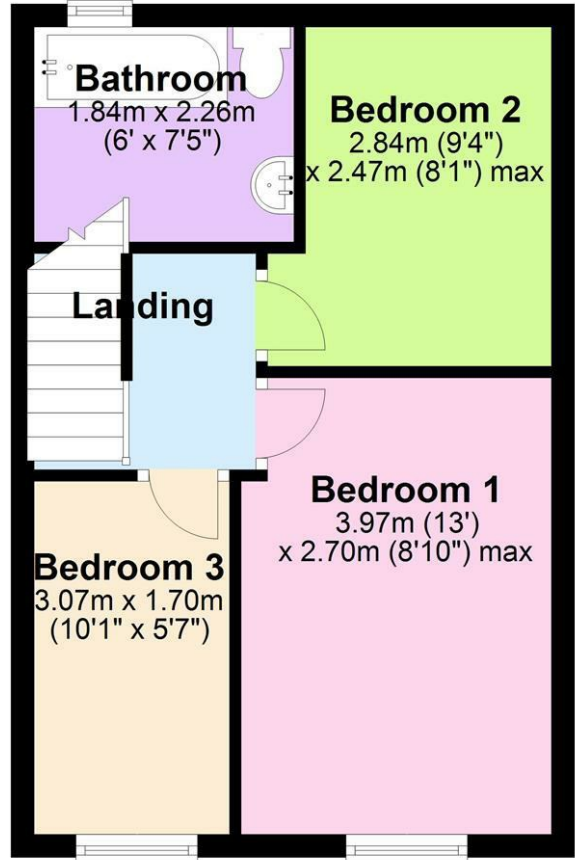 Bathroom
1.84m x 2.26m
(6' x 7'5")
Bedroom 2
2.84m (9'4")
x 2.47m (8'1") max
Landing
Bedroom 1
3.97m (13')
x 2.70m (8'10") max
Bedroom 3
3.07m x 1.70m
(10'1" x 5'7")